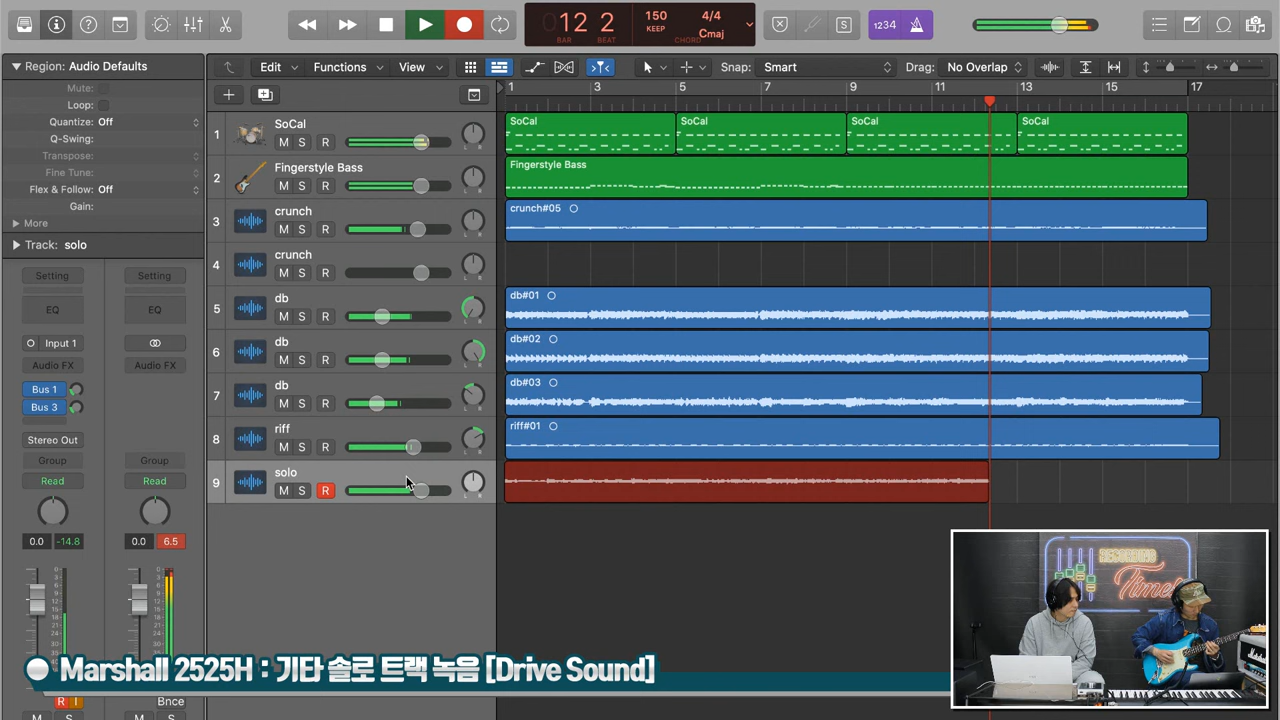 12 2
BAR BEAT
150
KEEP
4/4
Cmaj
CHORD
S
1234
Region: Audio Defaults
Mute:
Loop:
Quantize: Off
Q-Swing:
Transpose:
Fine Tune:
Flex & Follow: Off
Gain:
More
Track: solo
Edit Functions View
Snap: Smart
Drag: No Overlap
1 3 5 7 9 11 13 15 17
1 SoCal
M S
2 Fingerstyle Bass
M S R
3 crunch
M S R
4 crunch
M S R
5 db
M S R
6 db
M S R
7 db
M S R
8 riff
M S R
9 solo
M S R
SoCal SoCal SoCal SoCal
Fingerstyle Bass
crunch#05
db#01
db#02
db#03
riff#01
Setting Setting
EQ EQ
Input 1
Audio FX Audio FX
Bus 1
Bus 3
Stereo Out
Group Group
Read Read
0.0 -14.8 0.0 6.5
R I Bnce
M S M
RECORDING
Time
Marshall 2525H : 기타 솔로 트랙 녹음 [Drive Sound]